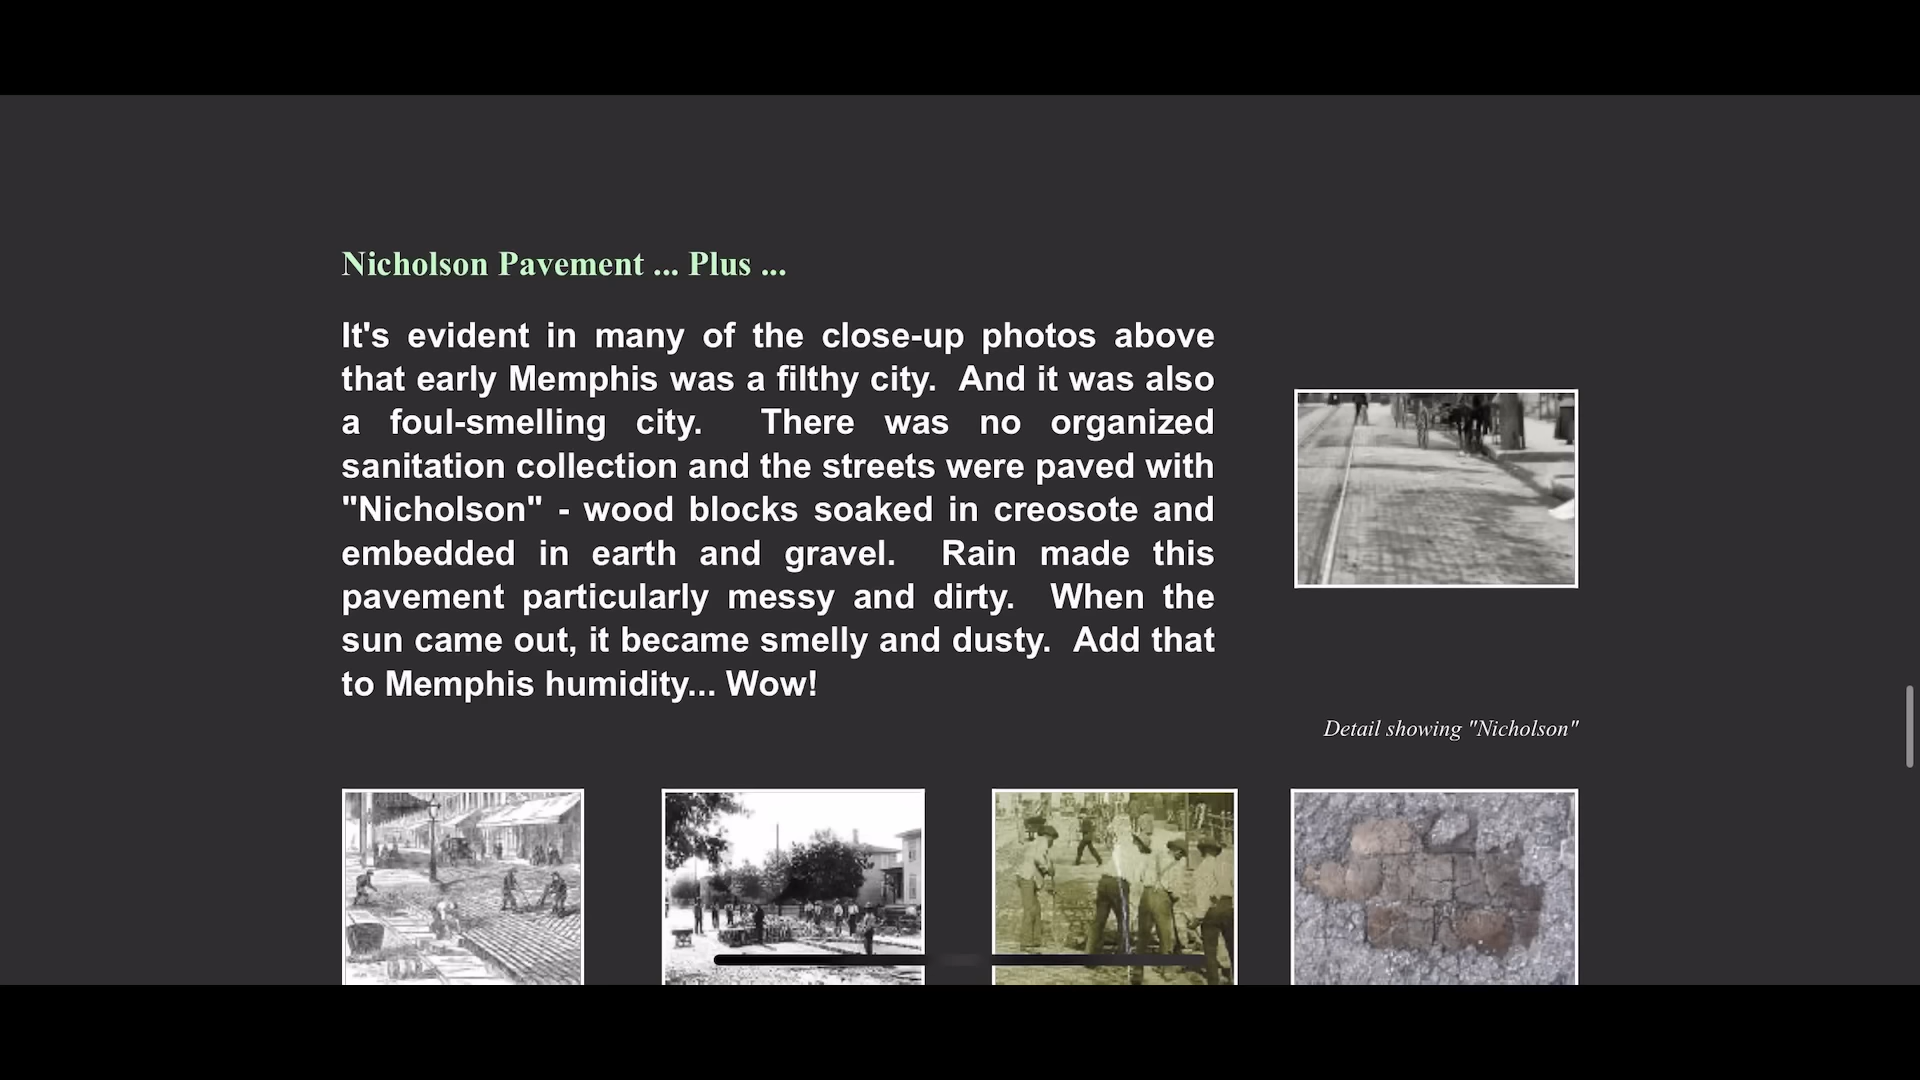 Nicholson Pavement ... Plus ...
It's evident in many of the close-up photos above
that early Memphis was a filthy city.  And it was also
a foul-smelling city.  There was no organized
sanitation collection and the streets were paved with
"Nicholson" - wood blocks soaked in creosote and
embedded in earth and gravel.  Rain made this
pavement particularly messy and dirty.  When the
sun came out, it became smelly and dusty.  Add that
to Memphis humidity... Wow!
Detail showing "Nicholson"